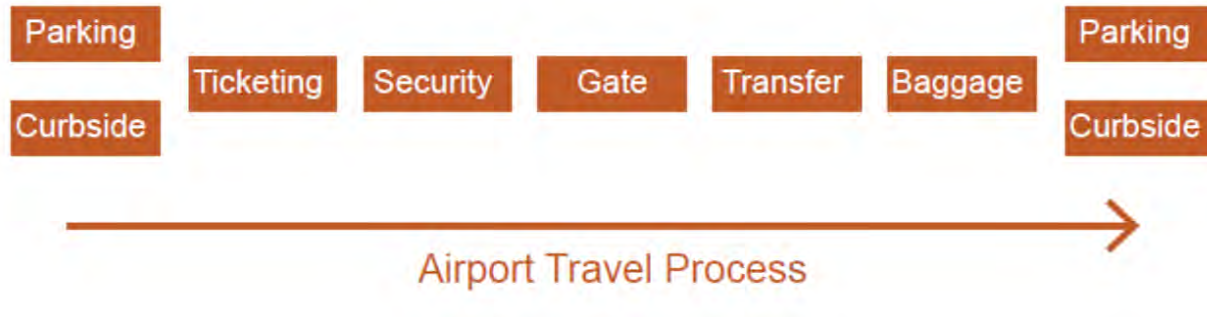 Parking
Curbside
Ticketing
Security
Gate
Transfer
Baggage
Parking
Curbside
Airport Travel Process